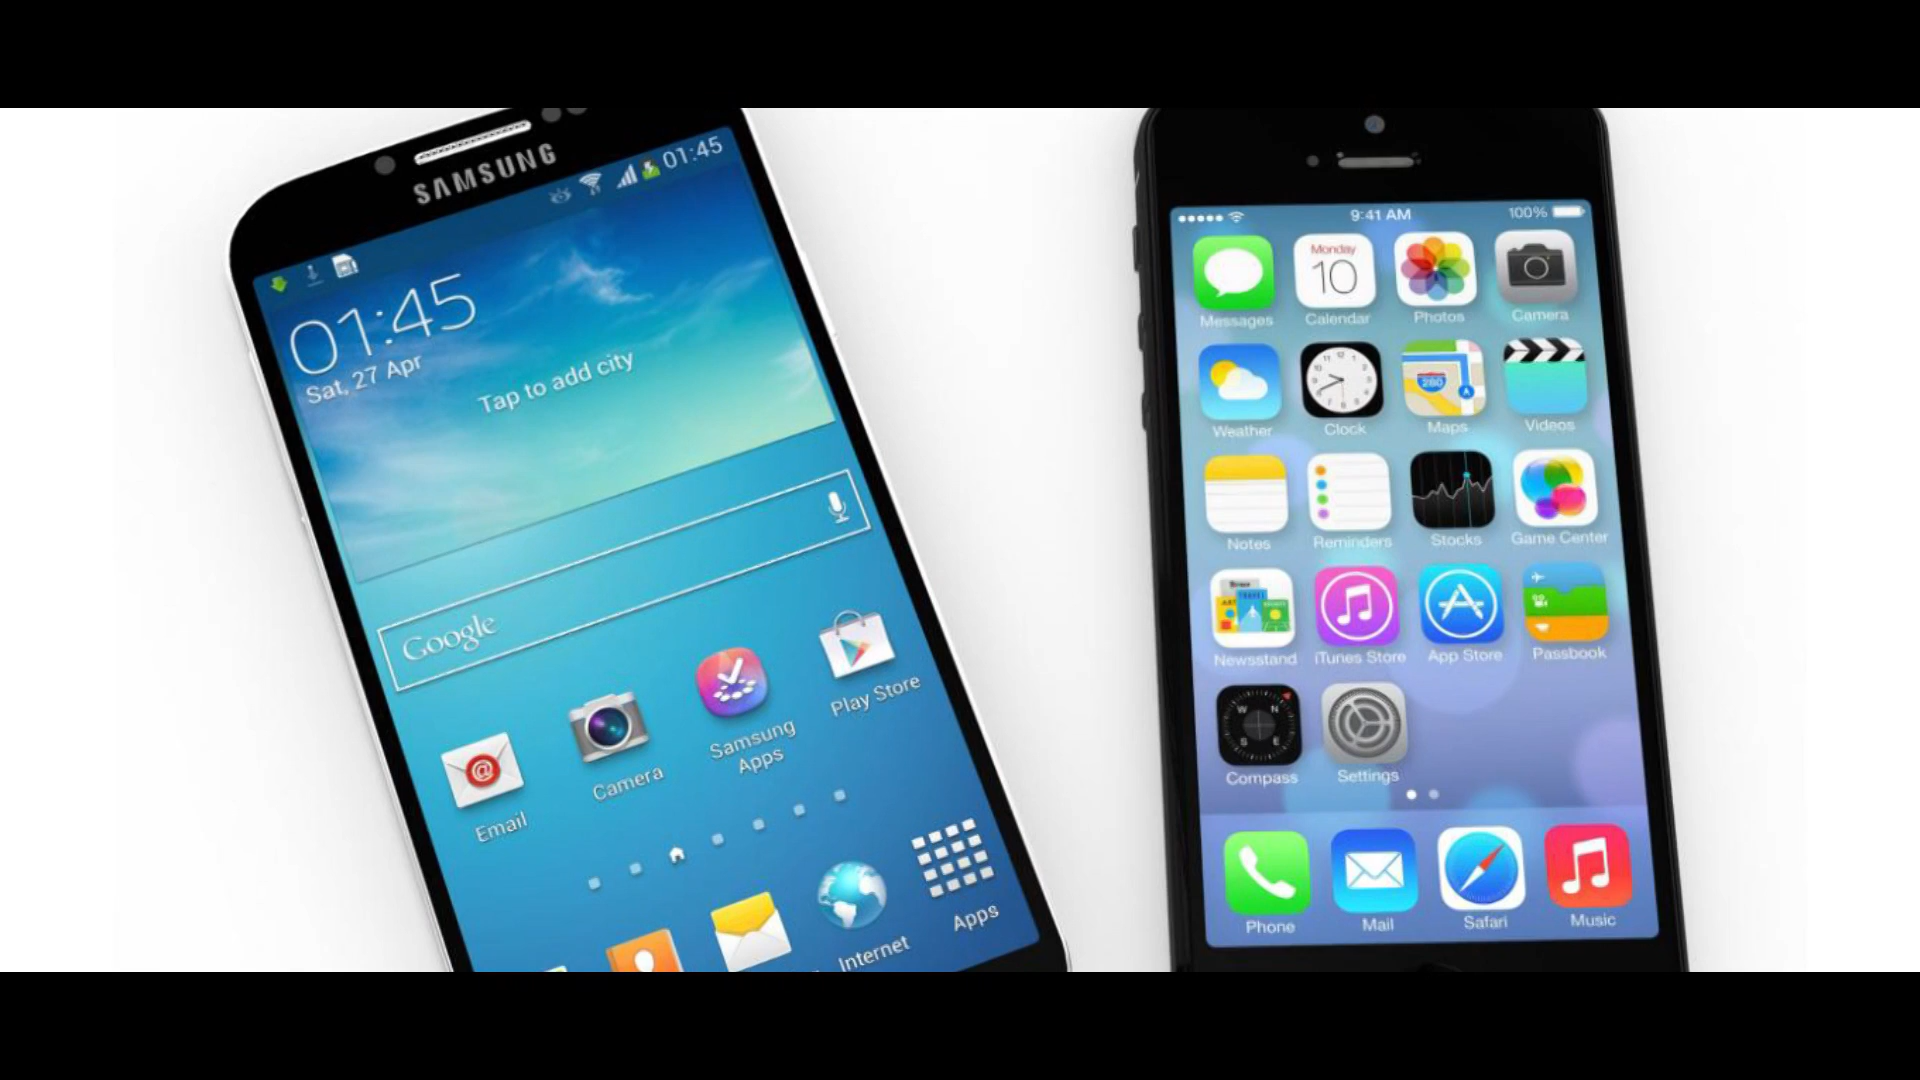 SAMSUNG
01:45
01:45
Sat, 27 Apr
Tap to add city
Google
Email
Camera
Samsung
Apps
Play Store
Internet
Apps
9:41 AM
100%
Messages
Monday
10
Calendar
Photos
Camera
Weather
Clock
280
Maps
Videos
Notes
Reminders
Stocks
Game Center
Newsstand
iTunes Store
App Store
Passbook
W
N
S
E
Compass
Settings
Phone
Mail
Safari
Music